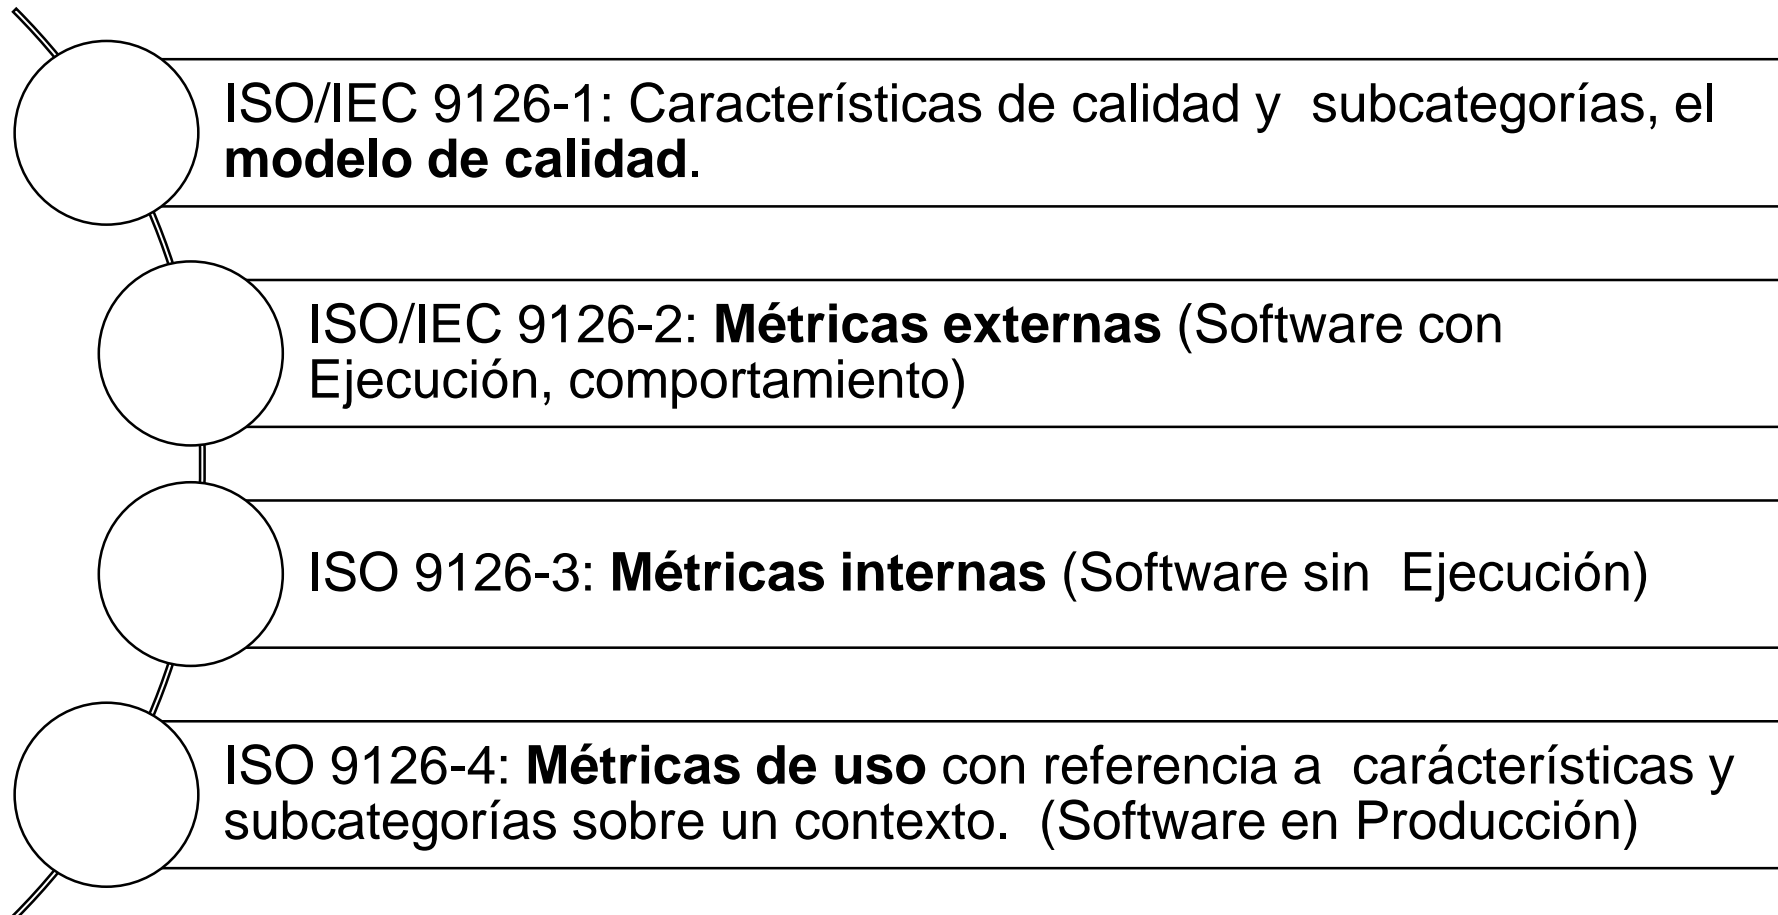 ISO/IEC 9126-1: Características de calidad y  subcategorías, el
modelo de calidad.
ISO/IEC 9126-2: Métricas externas (Software con
Ejecución, comportamiento)
ISO 9126-3: Métricas internas (Software sin  Ejecución)
ISO 9126-4: Métricas de uso con referencia a  carácterísticas y
subcategorías sobre un contexto.  (Software en Producción)